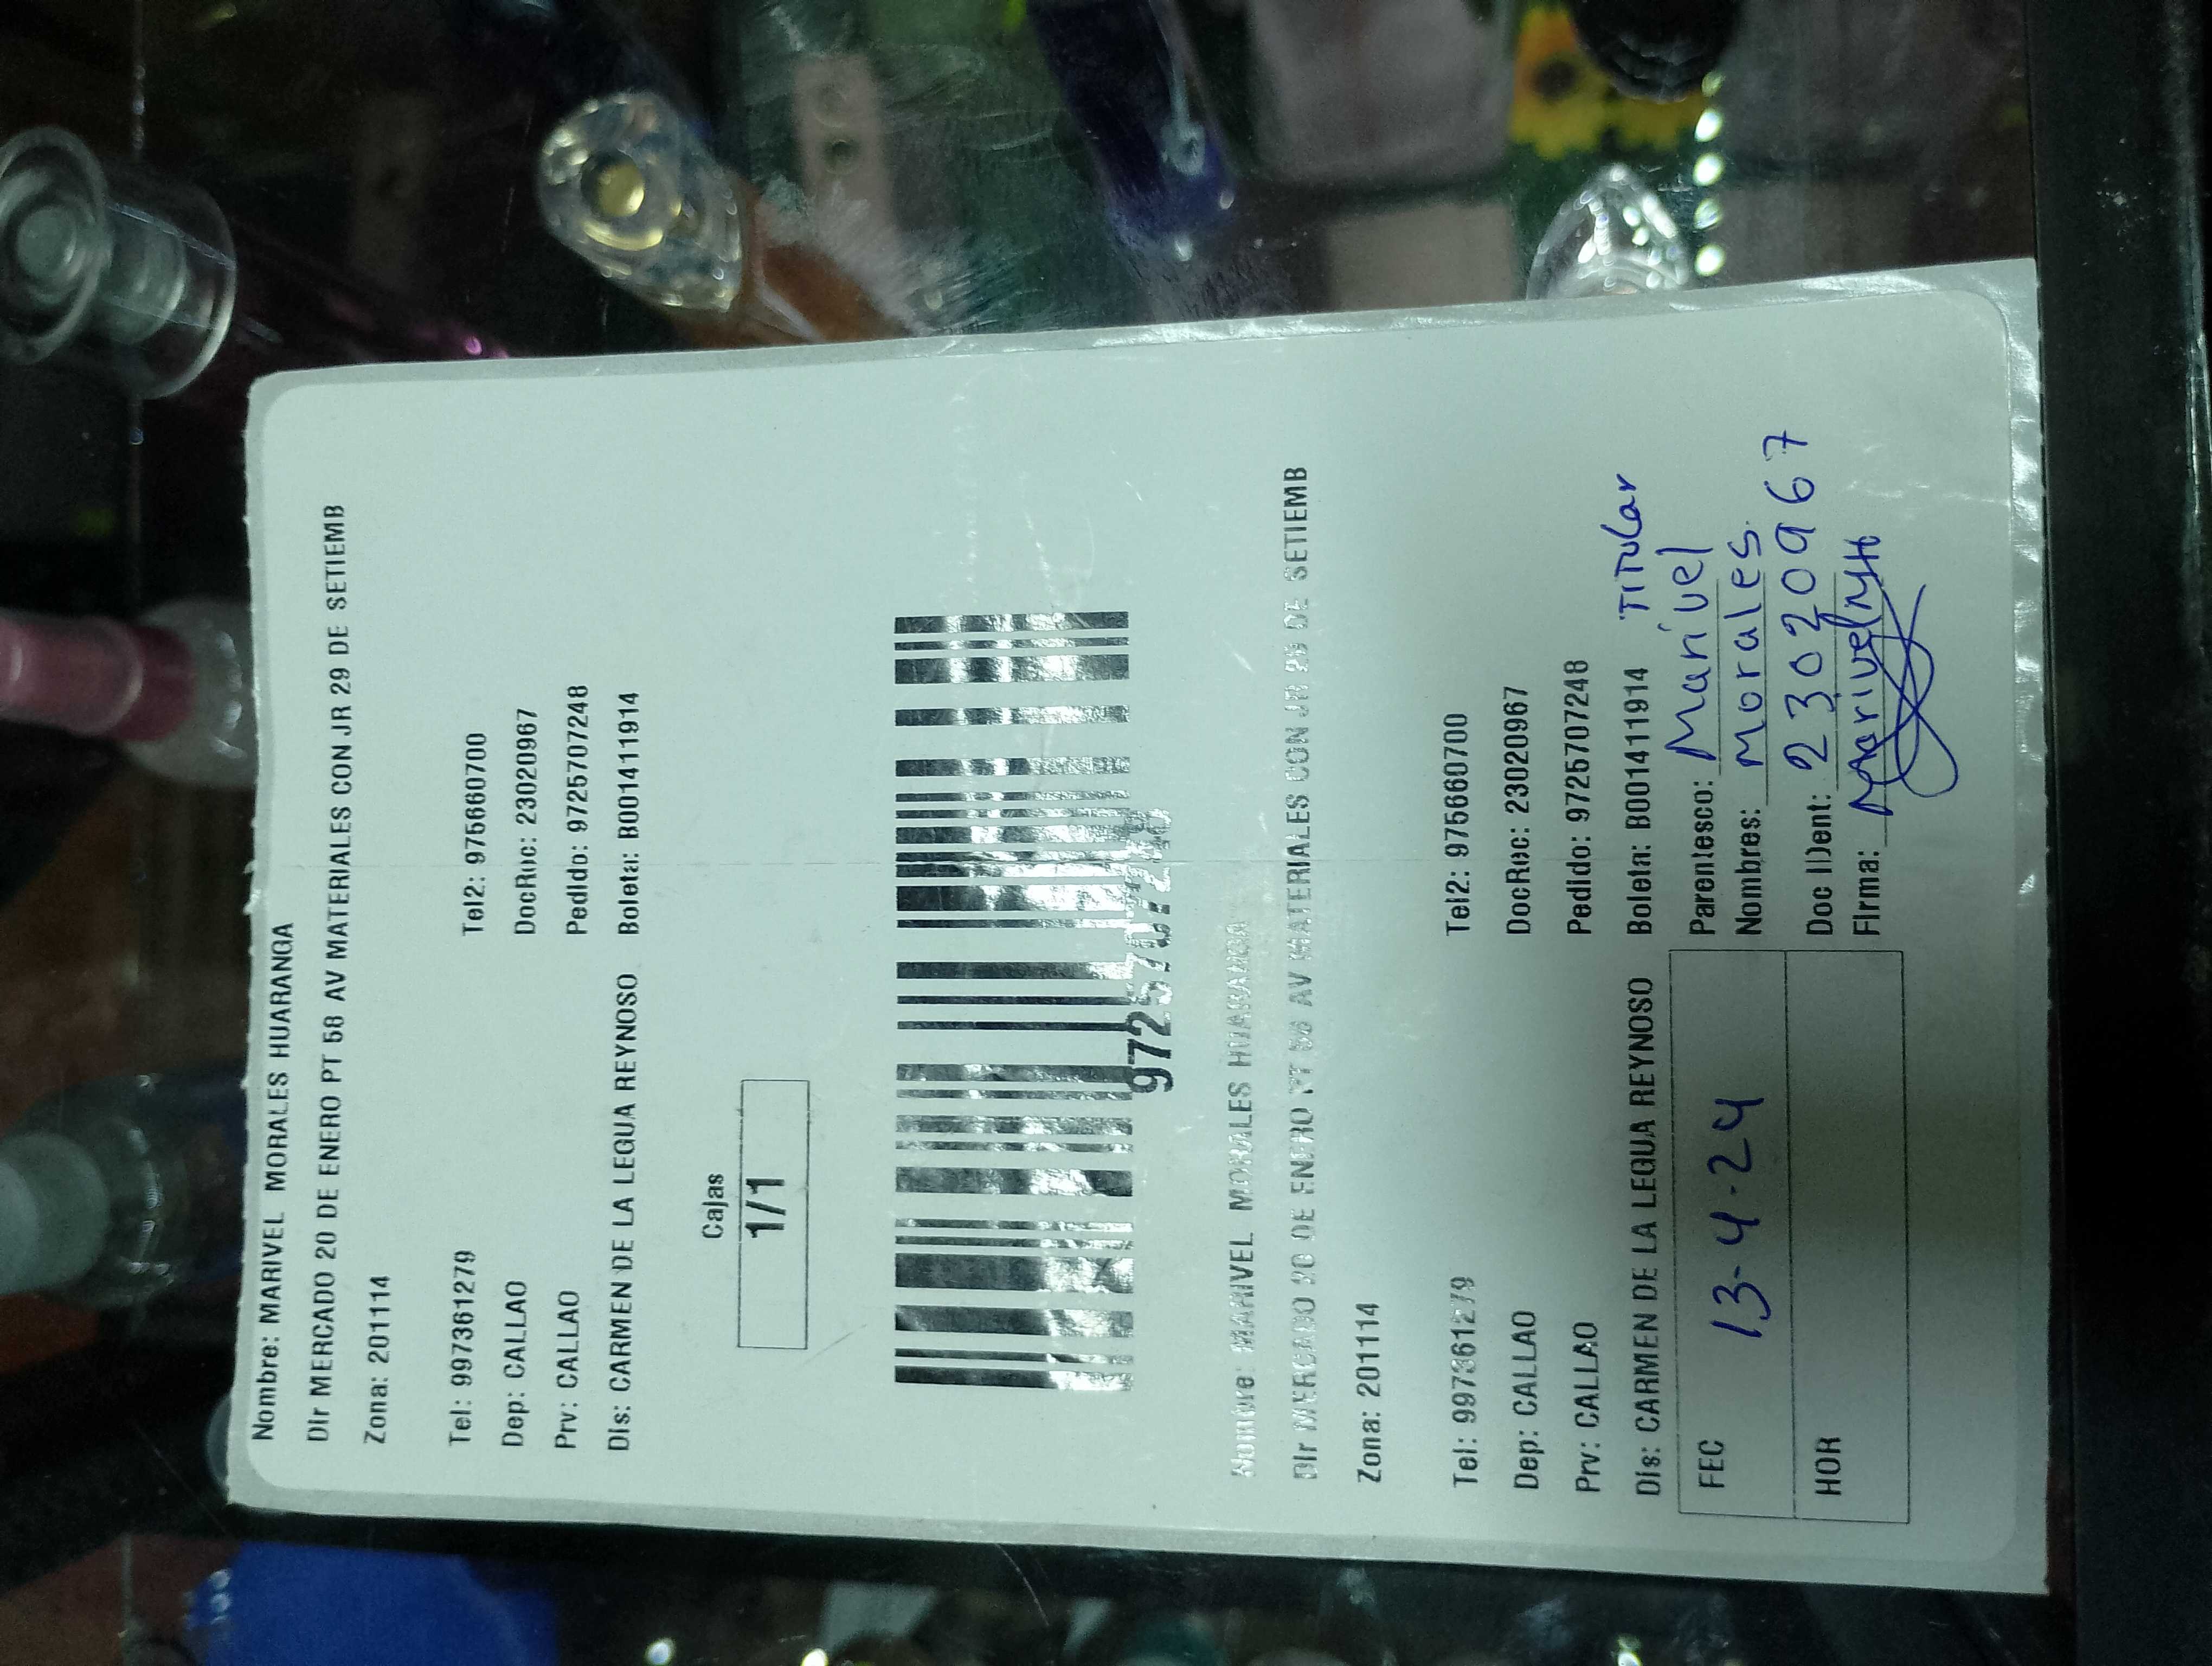 Nombre: MARIVEL MORALES HUARANGA
Dir MERCADO 20 DE ENERO PT 58 AV MATERIALES CON JR 29 DE SETIEMB
Zona: 201114
Tel: 997361279 Tel2: 975660700
Dep: CALLAO DocRuc: 23020967
Prv: CALLAO Pedido: 9725707248
Dis: CARMEN DE LA LEGUA REYNOSO Boleta: B001411914
Cajas
1/1
9725707248
Nombre: MARIVEL MORALES HUARANGA
Dir MERCADO 20 DE ENERO PT 58 AV MATERIALES CON JR 29 DE SETIEMB
Zona: 201114
Tel: 997361279 Tel2: 975660700
Dep: CALLAO DocRuc: 23020967
Prv: CALLAO Pedido: 9725707248
Dis: CARMEN DE LA LEGUA REYNOSO Boleta: B001411914 Titular
FEC 13-4-24 Parentesco: Marivel
Nombres: Morales
HOR Doc IDent: 23020967
Firma: Marivel